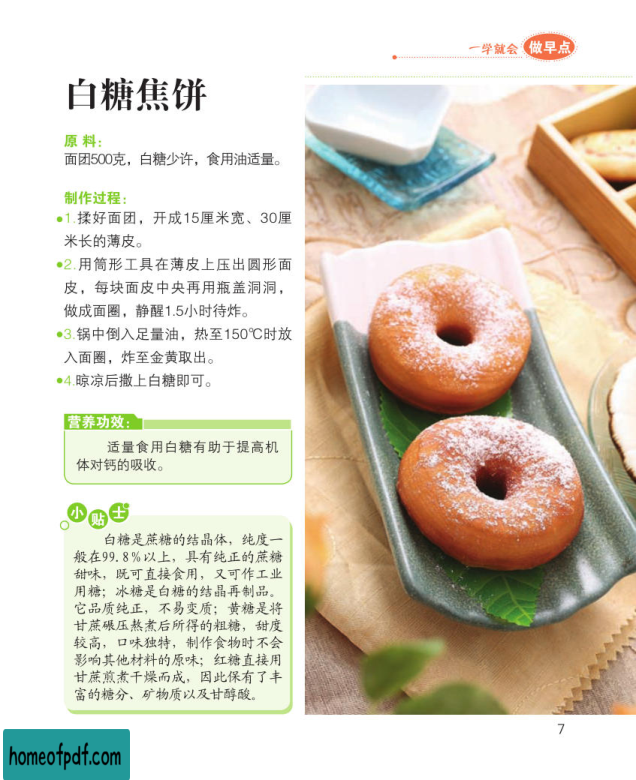 一学就会 做早点
白糖焦饼
原 料：
面团500克，白糖少许，食用油适量。
制作过程：
●1.揉好面团，开成15厘米宽、30厘
米长的薄皮。
●2.用筒形工具在薄皮上压出圆形面
皮，每块面皮中央再用瓶盖洞洞，
做成面圈，静醒1.5小时待炸。
●3.锅中倒入足量油，热至150℃时放
入面圈，炸至金黄取出。
●4.晾凉后撒上白糖即可。
营养功效：
适量食用白糖有助于提高机
体对钙的吸收。
小贴士
白糖是蔗糖的结晶体，纯度一
般在99.8%以上，具有纯正的蔗糖
甜味，既可直接食用，又可作工业
用糖；冰糖是白糖的结晶再制品。
它品质纯正，不易变质；黄糖是将
甘蔗碾压熬煮后所得的粗糖，甜度
较高，口味独特，制作食物时不会
影响其他材料的原味；红糖直接用
甘蔗煎煮干燥而成，因此保有了丰
富的糖分、矿物质以及甘醇酸。
7
homeofpdf.com